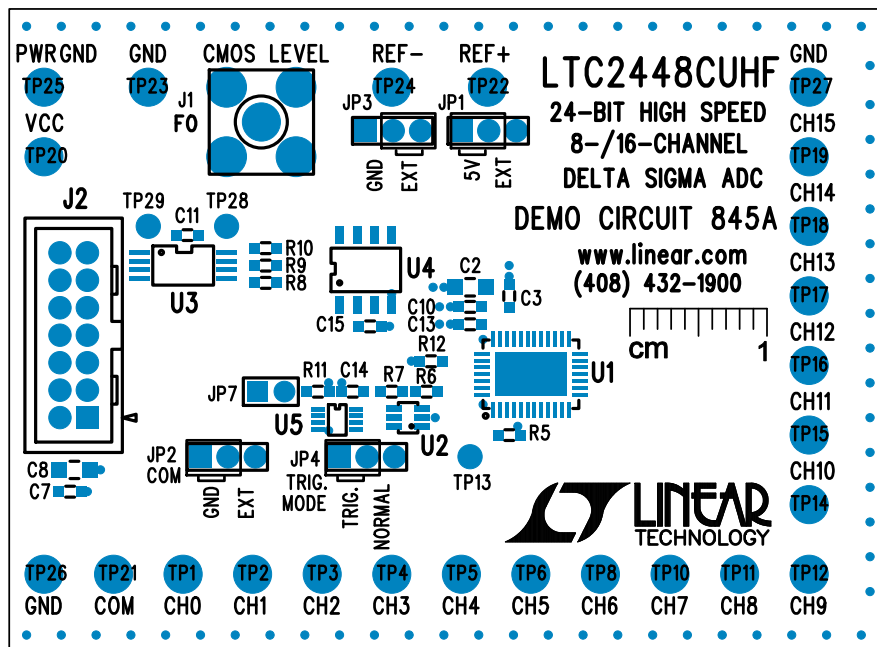 PWR GND GND CMOS LEVEL REF- REF+ GND
TP25 TP23 TP24 TP22 TP27
J1
F0
JP3 JP1
LTC2448CUHF
24-BIT HIGH SPEED
8-/16-CHANNEL
DELTA SIGMA ADC
DEMO CIRCUIT 845A
www.linear.com
(408) 432-1900
VCC
TP20
GND EXT 5V EXT
CH15
TP19
CH14
TP18
CH13
TP17
CH12
TP16
CH11
TP15
CH10
TP14
J2
TP29 C11 TP28
U3
R10
R9
R8
U4
C15
C2
C10
C13
C3
cm 1
R12
U1
JP7
R11 C14 R7 R6
U5
U2
R5
JP2
COM
GND EXT
JP4
TRIG.
MODE
TRIG. NORMAL
TP13
C8
C7
LT LINEAR
TECHNOLOGY
TP26 TP21 TP1 TP2 TP3 TP4 TP5 TP6 TP8 TP10 TP11 TP12
GND COM CH0 CH1 CH2 CH3 CH4 CH5 CH6 CH7 CH8 CH9